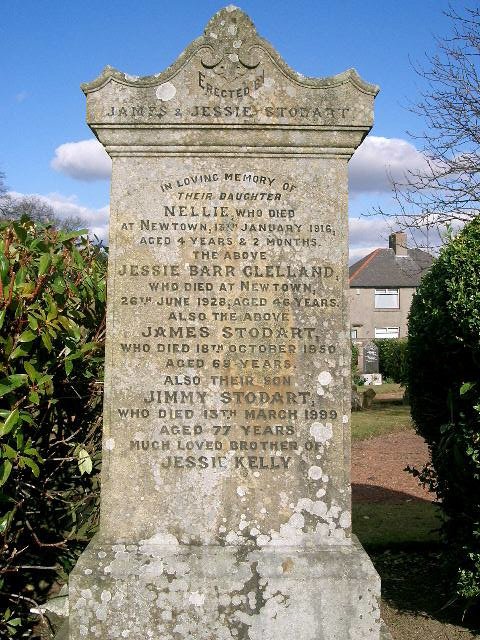 ERECTED BY
JAMES & JESSIE STODART
IN LOVING MEMORY OF
THEIR DAUGHTER
NELLIE, WHO DIED
AT NEWTOWN, 13TH JANUARY 1916,
AGED 4 YEARS & 2 MONTHS.
THE ABOVE
JESSIE BARR CLELLAND,
WHO DIED AT NEWTOWN,
26TH JUNE 1928, AGED 46 YEARS.
ALSO THE ABOVE
JAMES STODART,
WHO DIED 18TH OCTOBER 1950
AGED 69 YEARS.
ALSO THEIR SON
JIMMY STODART,
WHO DIED 13TH MARCH 1999
AGED 77 YEARS
MUCH LOVED BROTHER OF
JESSIE KELLY